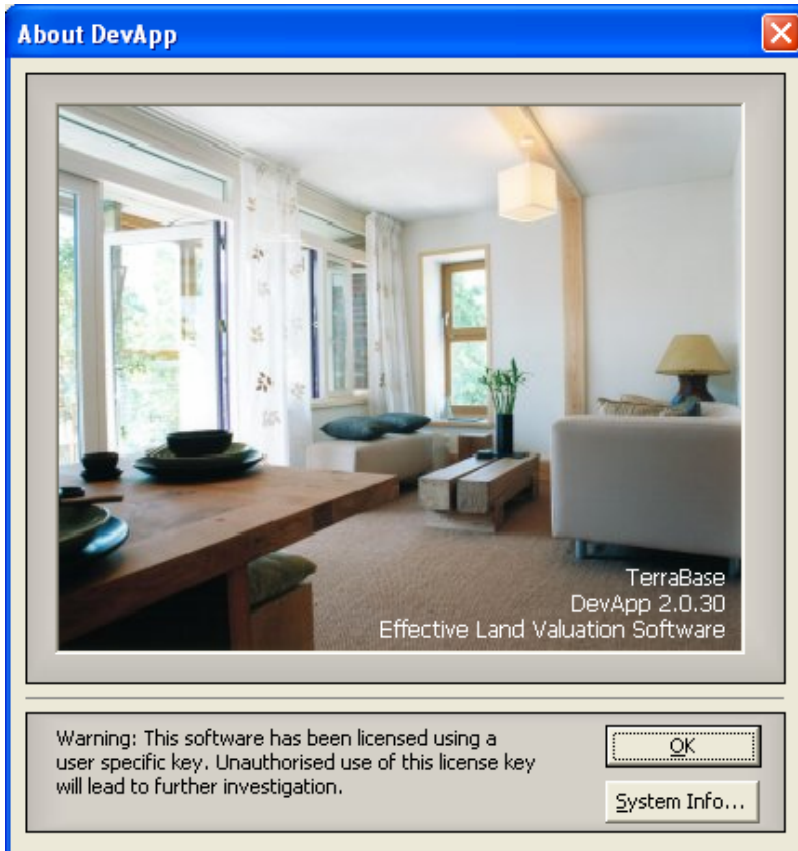 About DevApp
TerraBase
DevApp 2.0.30
Effective Land Valuation Software
Warning: This software has been licensed using a
user specific key. Unauthorised use of this license key
will lead to further investigation.
OK
System Info...